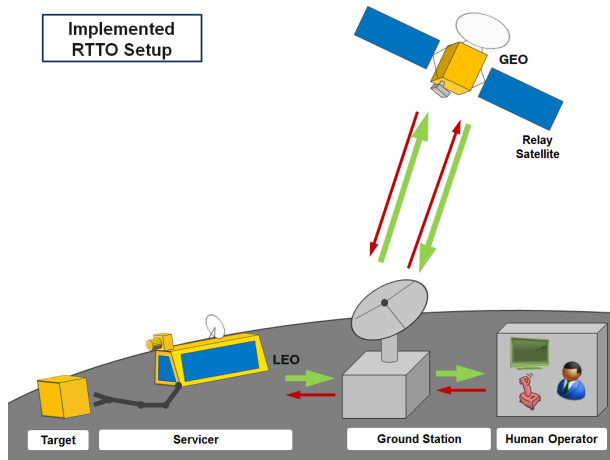 Implemented
RTTO Setup
GEO
Relay
Satellite
LEO
Target
Servicer
Ground Station
Human Operator